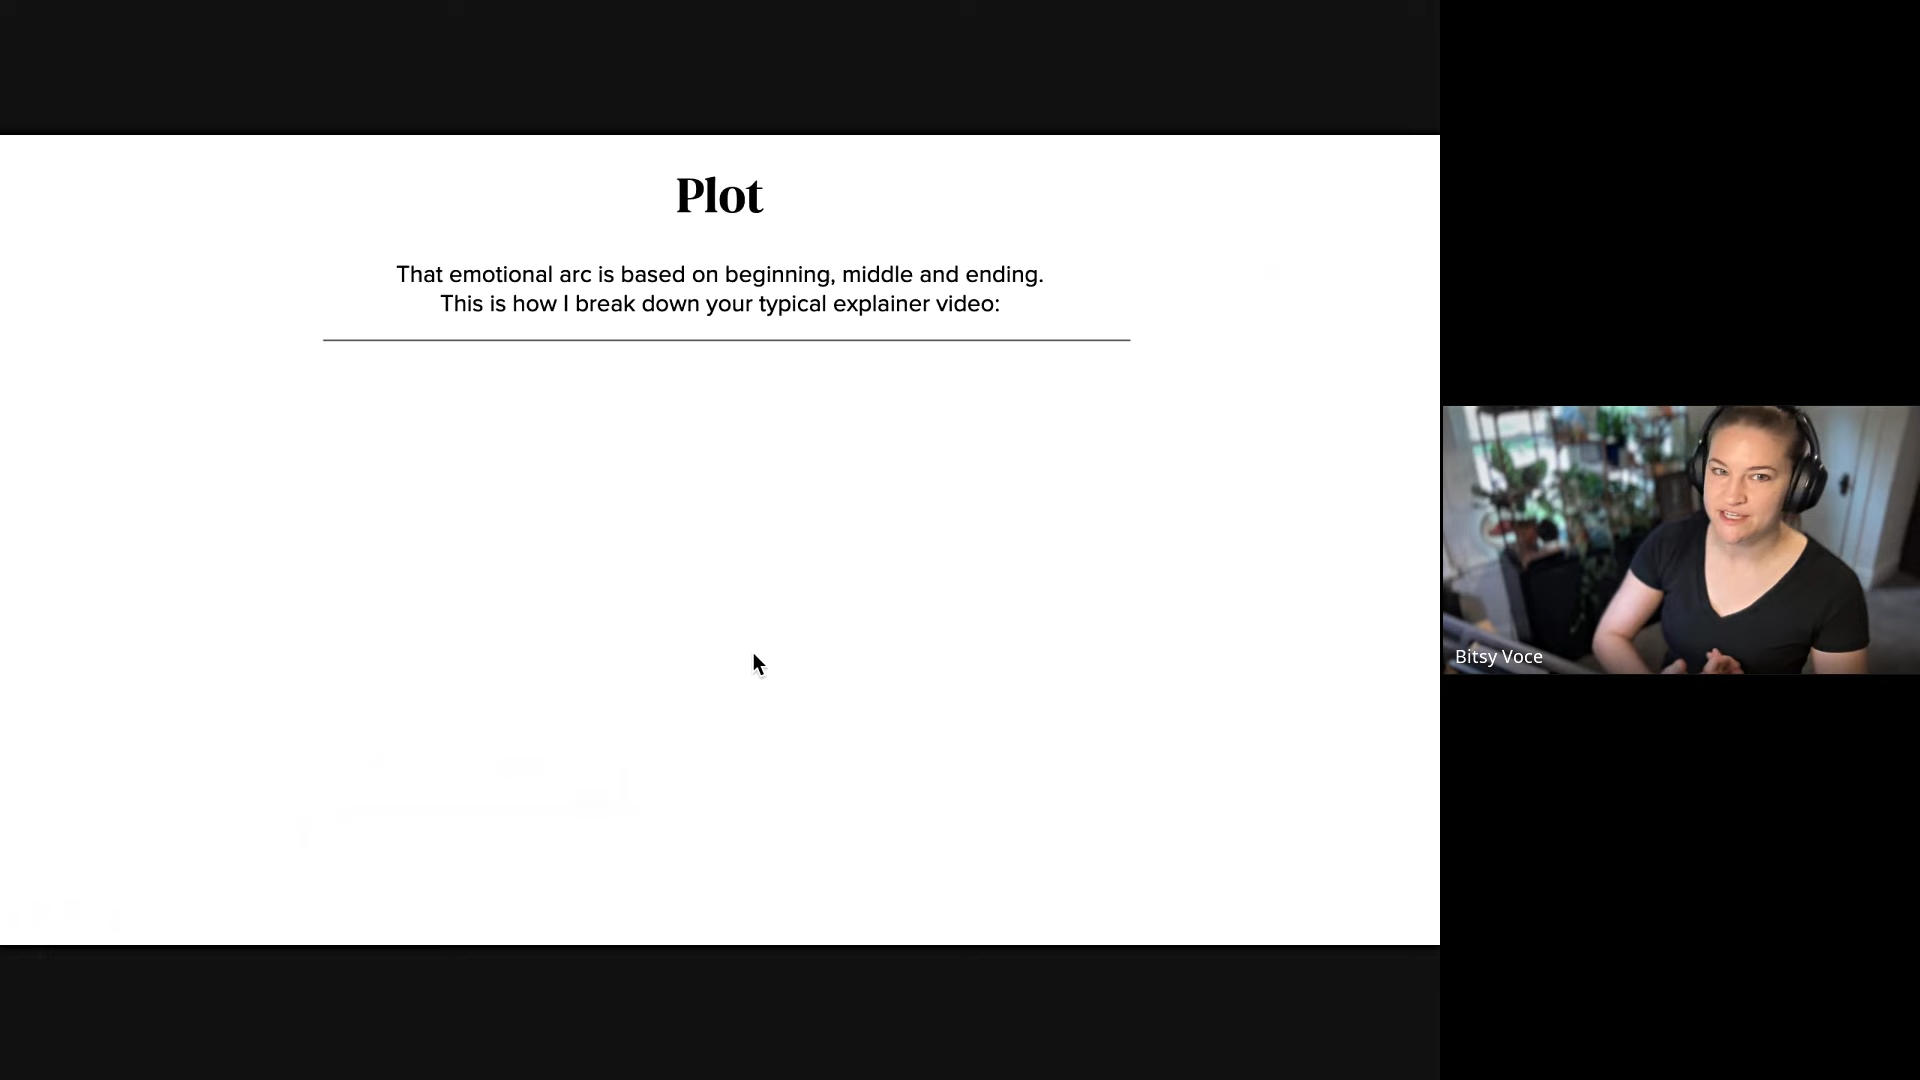 Plot
That emotional arc is based on beginning, middle and ending.
This is how I break down your typical explainer video:
Bitsy Voce